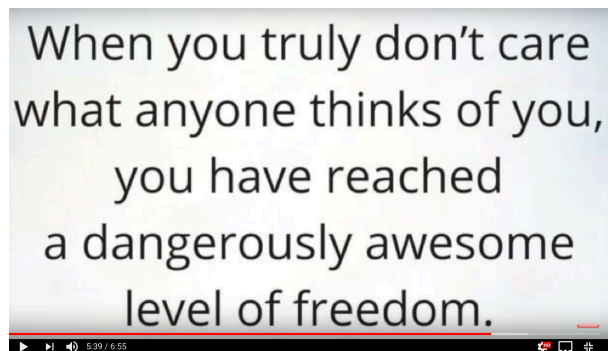 When you truly don't care
what anyone thinks of you,
you have reached
a dangerously awesome
level of freedom.
5:39 / 6:55